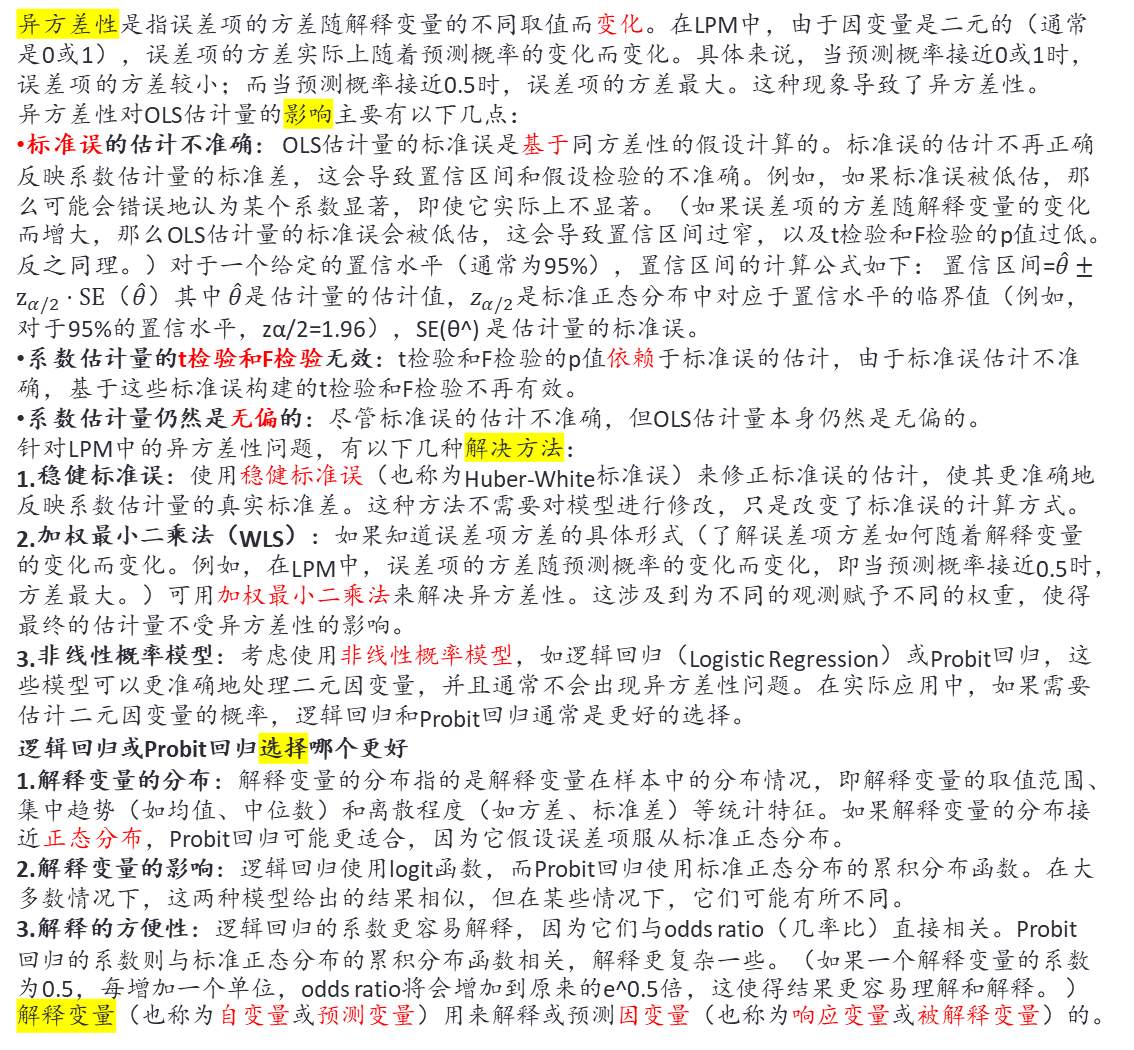 异方差性是指误差项的方差随解释变量的不同取值而变化。在LPM中，由于因变量是二元的（通常
是0或1），误差项的方差实际上随着预测概率的变化而变化。具体来说，当预测概率接近0或1时，
误差项的方差较小；而当预测概率接近0.5时，误差项的方差最大。这种现象导致了异方差性。
异方差性对OLS估计量的影响主要有以下几点：
•标准误的估计不准确：OLS估计量的标准误是基于同方差性的假设计算的。标准误的估计不再正确
反映系数估计量的标准差，这会导致置信区间和假设检验的不准确。例如，如果标准误被低估，那
么可能会错误地认为某个系数显著，即使它实际上不显著。（如果误差项的方差随解释变量的变化
而增大，那么OLS估计量的标准误会被低估，这会导致置信区间过窄，以及t检验和F检验的p值过低。
反之同理。）对于一个给定的置信水平（通常为95%），置信区间的计算公式如下： 置信区间=θ̂ ±
z_{α/2} · SE（θ̂）其中θ̂是估计量的估计值，z_{α/2}是标准正态分布中对应于置信水平的临界值（例如，
对于95%的置信水平，zα/2=1.96），SE(θ^) 是估计量的标准误。
•系数估计量的t检验和F检验无效：t检验和F检验的p值依赖于标准误的估计，由于标准误估计不准
确，基于这些标准误构建的t检验和F检验不再有效。
•系数估计量仍然是无偏的：尽管标准误的估计不准确，但OLS估计量本身仍然是无偏的。
针对LPM中的异方差性问题，有以下几种解决方法：
1.稳健标准误：使用稳健标准误（也称为Huber-White标准误）来修正标准误的估计，使其更准确地
反映系数估计量的真实标准差。这种方法不需要对模型进行修改，只是改变了标准误的计算方式。
2.加权最小二乘法（WLS）：如果知道误差项方差的具体形式（了解误差项方差如何随着解释变量
的变化而变化。例如，在LPM中，误差项的方差随预测概率的变化而变化，即当预测概率接近0.5时，
方差最大。）可用加权最小二乘法来解决异方差性。这涉及到为不同的观测赋予不同的权重，使得
最终的估计量不受异方差性的影响。
3.非线性概率模型：考虑使用非线性概率模型，如逻辑回归（Logistic Regression）或Probit回归，这
些模型可以更准确地处理二元因变量，并且通常不会出现异方差性问题。在实际应用中，如果需要
估计二元因变量的概率，逻辑回归和Probit回归通常是更好的选择。
逻辑回归或Probit回归选择哪个更好
1.解释变量的分布：解释变量的分布指的是解释变量在样本中的分布情况，即解释变量的取值范围、
集中趋势（如均值、中位数）和离散程度（如方差、标准差）等统计特征。如果解释变量的分布接
近正态分布，Probit回归可能更适合，因为它假设误差项服从标准正态分布。
2.解释变量的影响：逻辑回归使用logit函数，而Probit回归使用标准正态分布的累积分布函数。在大
多数情况下，这两种模型给出的结果相似，但在某些情况下，它们可能有所不同。
3.解释的方便性：逻辑回归的系数更容易解释，因为它们与odds ratio（几率比）直接相关。Probit
回归的系数则与标准正态分布的累积分布函数相关，解释更复杂一些。（如果一个解释变量的系数
为0.5，每增加一个单位，odds ratio将会增加到原来的e^0.5倍，这使得结果更容易理解和解释。）
解释变量（也称为自变量或预测变量）用来解释或预测因变量（也称为响应变量或被解释变量）的。